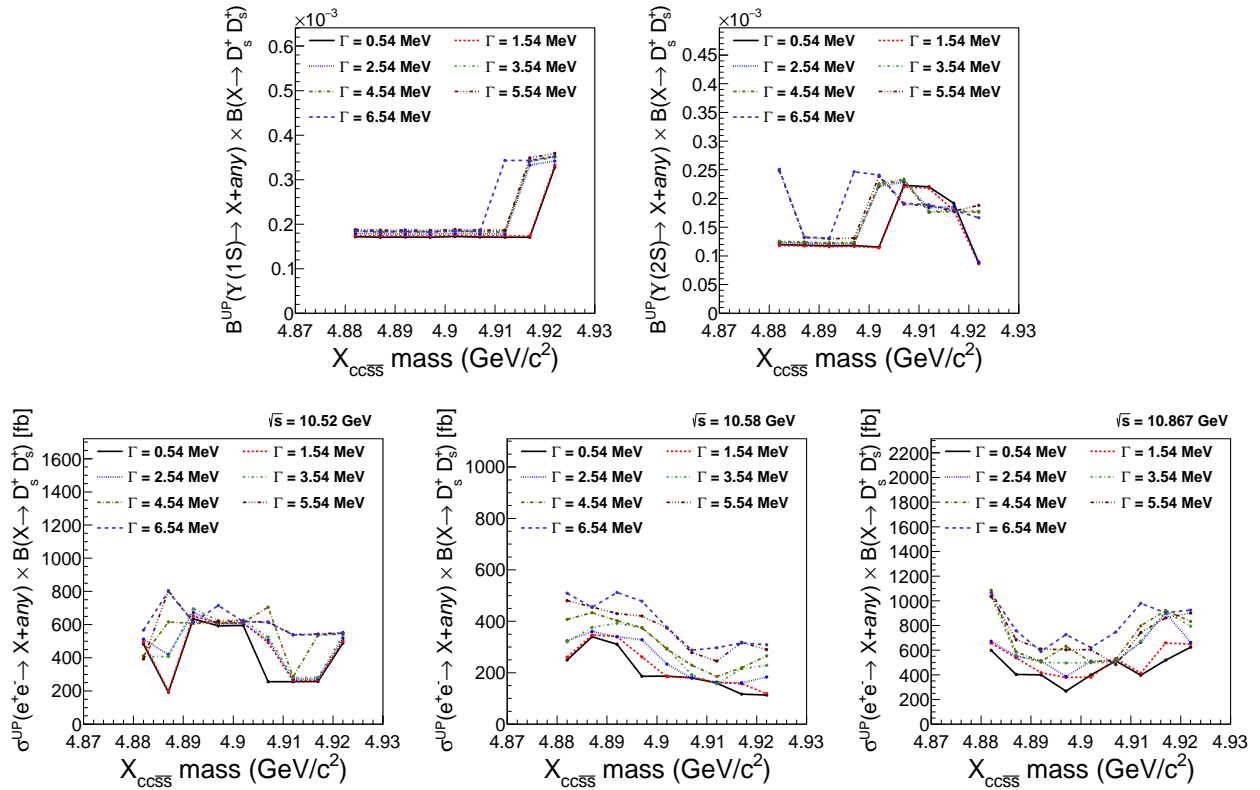 ×10⁻³
B^UP(Υ(1S)→ X+any) × B(X→ D_s⁺ D_s⁺)
0.6
0.5
0.4
0.3
0.2
0.1
0
Γ = 0.54 MeV
Γ = 1.54 MeV
Γ = 2.54 MeV
Γ = 3.54 MeV
Γ = 4.54 MeV
Γ = 5.54 MeV
Γ = 6.54 MeV
4.87 4.88 4.89 4.9 4.91 4.92 4.93
X_ccs̅s̅ mass (GeV/c²)
×10⁻³
B^UP(Υ(2S)→ X+any) × B(X→ D_s⁺ D_s⁺)
0.45
0.4
0.35
0.3
0.25
0.2
0.15
0.1
0.05
0
Γ = 0.54 MeV
Γ = 1.54 MeV
Γ = 2.54 MeV
Γ = 3.54 MeV
Γ = 4.54 MeV
Γ = 5.54 MeV
Γ = 6.54 MeV
4.87 4.88 4.89 4.9 4.91 4.92 4.93
X_ccs̅s̅ mass (GeV/c²)
√s = 10.52 GeV
σ^UP(e⁺e⁻→ X+any) × B(X→ D_s⁺ D_s⁺) [fb]
1600
1400
1200
1000
800
600
400
200
0
Γ = 0.54 MeV
Γ = 1.54 MeV
Γ = 2.54 MeV
Γ = 3.54 MeV
Γ = 4.54 MeV
Γ = 5.54 MeV
Γ = 6.54 MeV
4.87 4.88 4.89 4.9 4.91 4.92 4.93
X_ccs̅s̅ mass (GeV/c²)
√s = 10.58 GeV
σ^UP(e⁺e⁻→ X+any) × B(X→ D_s⁺ D_s⁺) [fb]
1000
900
800
700
600
500
400
300
200
100
0
Γ = 0.54 MeV
Γ = 1.54 MeV
Γ = 2.54 MeV
Γ = 3.54 MeV
Γ = 4.54 MeV
Γ = 5.54 MeV
Γ = 6.54 MeV
4.87 4.88 4.89 4.9 4.91 4.92 4.93
X_ccs̅s̅ mass (GeV/c²)
√s = 10.867 GeV
σ^UP(e⁺e⁻→ X+any) × B(X→ D_s⁺ D_s⁺) [fb]
2200
2000
1800
1600
1400
1200
1000
800
600
400
200
0
Γ = 0.54 MeV
Γ = 1.54 MeV
Γ = 2.54 MeV
Γ = 3.54 MeV
Γ = 4.54 MeV
Γ = 5.54 MeV
Γ = 6.54 MeV
4.87 4.88 4.89 4.9 4.91 4.92 4.93
X_ccs̅s̅ mass (GeV/c²)